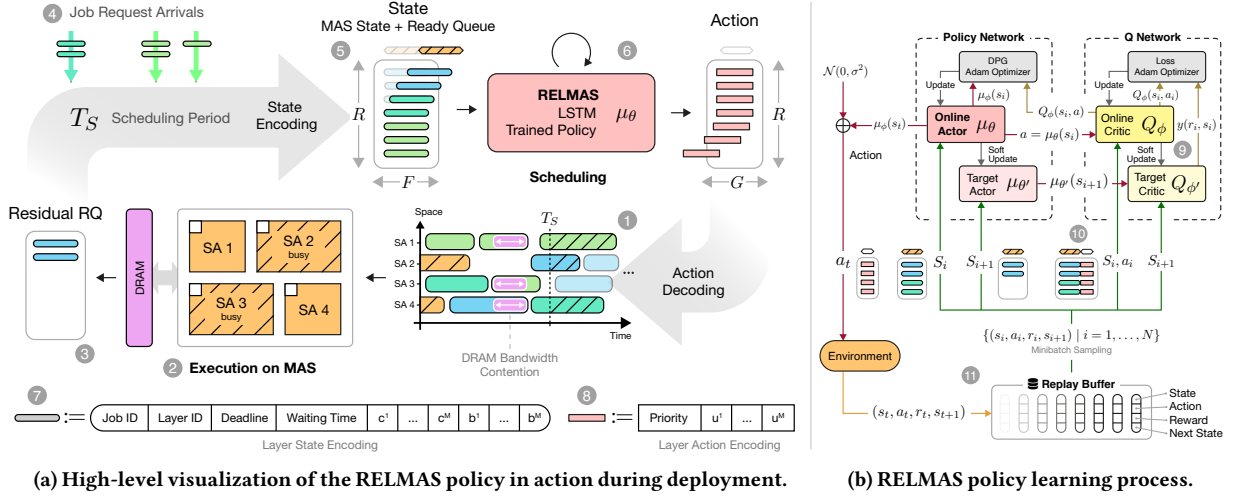 4 Job Request Arrivals
State
MAS State + Ready Queue
Action
5
6
R
RELMAS
LSTM
Trained Policy
μ_θ
R
T_S Scheduling Period
State
Encoding
F
Scheduling
G
Residual RQ
3
DRAM
SA 1
SA 2
busy
SA 3
busy
SA 4
2 Execution on MAS
Space
T_S
1
SA 1
SA 2
SA 3
SA 4
...
Time
DRAM Bandwidth
Contention
Action
Decoding
7 := Job ID Layer ID Deadline Waiting Time c¹ ... c^M b¹ ... b^M
Layer State Encoding
8 := Priority u¹ ... u^M
Layer Action Encoding
(a) High-level visualization of the RELMAS policy in action during deployment.
Policy Network
Q Network
N(0, σ²)
DPG
Adam Optimizer
Loss
Adam Optimizer
Update
μ_ϕ(s_i)
Q_ϕ(s_i, a)
Update
Q_ϕ(s_i, a_i)
y(r_i, s_i)
μ_ϕ(s_t)
Online
Actor
μ_θ
a = μ_θ(s_i)
Online
Critic
Q_ϕ
Action
Soft
Update
Soft
Update
9
Target
Actor
μ_θ′
μ_θ′(s_{i+1})
Target
Critic
Q_ϕ′
10
a_t
S_i
S_{i+1}
S_i, a_i
S_{i+1}
{(s_i, a_i, r_i, s_{i+1}) | i = 1, . . . , N}
Minibatch Sampling
Environment
11
Replay Buffer
(s_t, a_t, r_t, s_{t+1})
State
Action
Reward
Next State
(b) RELMAS policy learning process.